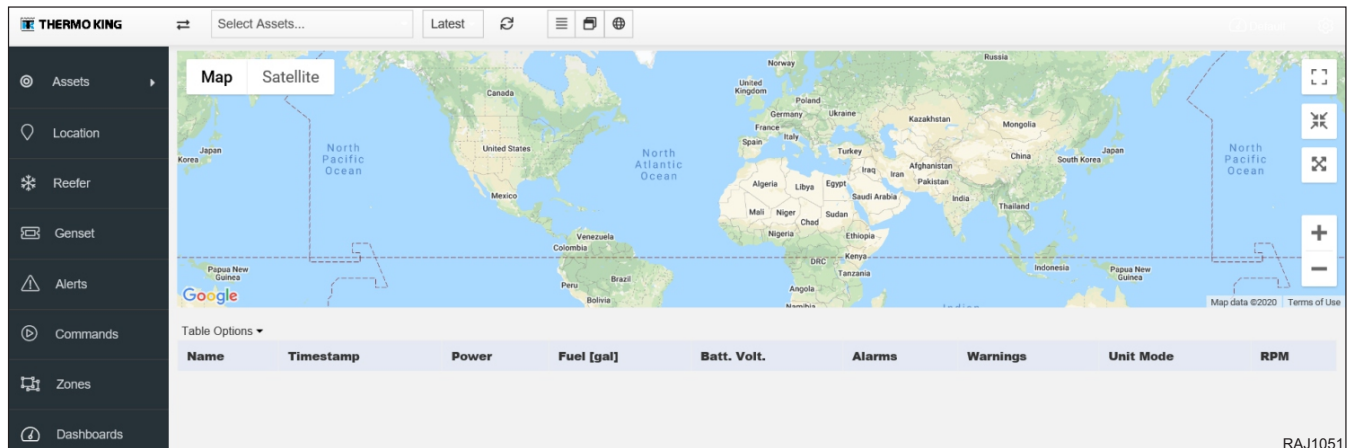 THERMO KING
Select Assets...
Latest
Assets
Location
Reefer
Genset
Alerts
Commands
Zones
Dashboards
Map Satellite
Norway
Russia
Canada
United
Kingdom
Poland
Germany
Ukraine
Kazakhstan
Mongolia
France
Italy
Spain
Japan
Korea
North
Pacific
Ocean
United States
North
Atlantic
Ocean
Turkey
Iraq
Iran
Afghanistan
Pakistan
China
South Korea
Japan
North
Pacific
Ocean
Mexico
Algeria
Libya
Egypt
Saudi Arabia
India
Thailand
Mali
Niger
Chad
Sudan
Nigeria
Ethiopia
Venezuela
Colombia
DRC
Kenya
Tanzania
Indonesia
Papua New
Guinea
Papua New
Guinea
Peru
Brazil
Bolivia
Angola
Namibia
Google
Map data ©2020 Terms of Use
Table Options
Name Timestamp Power Fuel [gal] Batt. Volt. Alarms Warnings Unit Mode RPM
RAJ1051